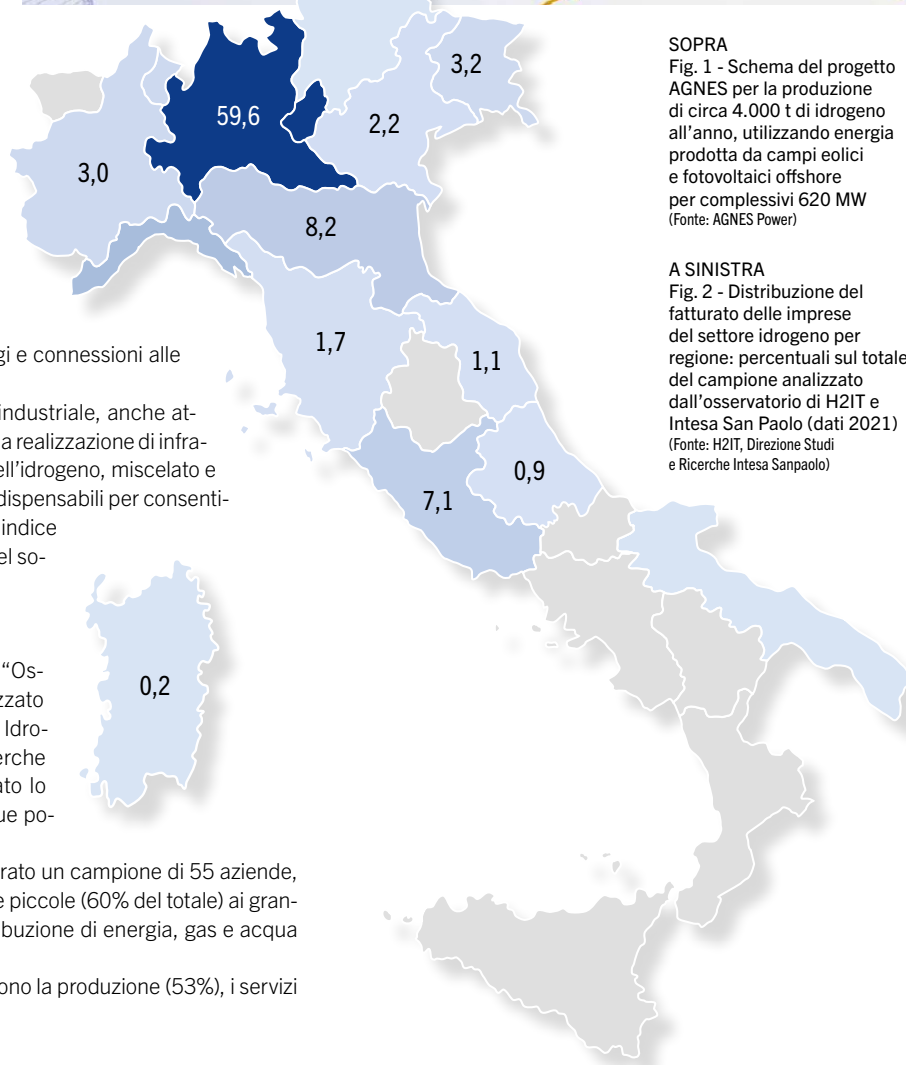 SOPRA
Fig. 1 - Schema del progetto
AGNES per la produzione
di circa 4.000 t di idrogeno
all'anno, utilizzando energia
prodotta da campi eolici
e fotovoltaici offshore
per complessivi 620 MW
(Fonte: AGNES Power)
A SINISTRA
Fig. 2 - Distribuzione del
fatturato delle imprese
del settore idrogeno per
regione: percentuali sul totale
del campione analizzato
dall'osservatorio di H2IT e
Intesa San Paolo (dati 2021)
(Fonte: H2IT, Direzione Studi
e Ricerche Intesa Sanpaolo)
3,2
59,6
2,2
3,0
8,2
1,7
1,1
0,9
7,1
0,2
gi e connessioni alle
industriale, anche at-
a realizzazione di infra-
ell'idrogeno, miscelato e
dispensabili per consenti-
indice
el so-
“Os-
zzato
Idro-
erche
ato lo
ue po-
rato un campione di 55 aziende,
e piccole (60% del totale) ai gran-
ibuzione di energia, gas e acqua
ono la produzione (53%), i servizi